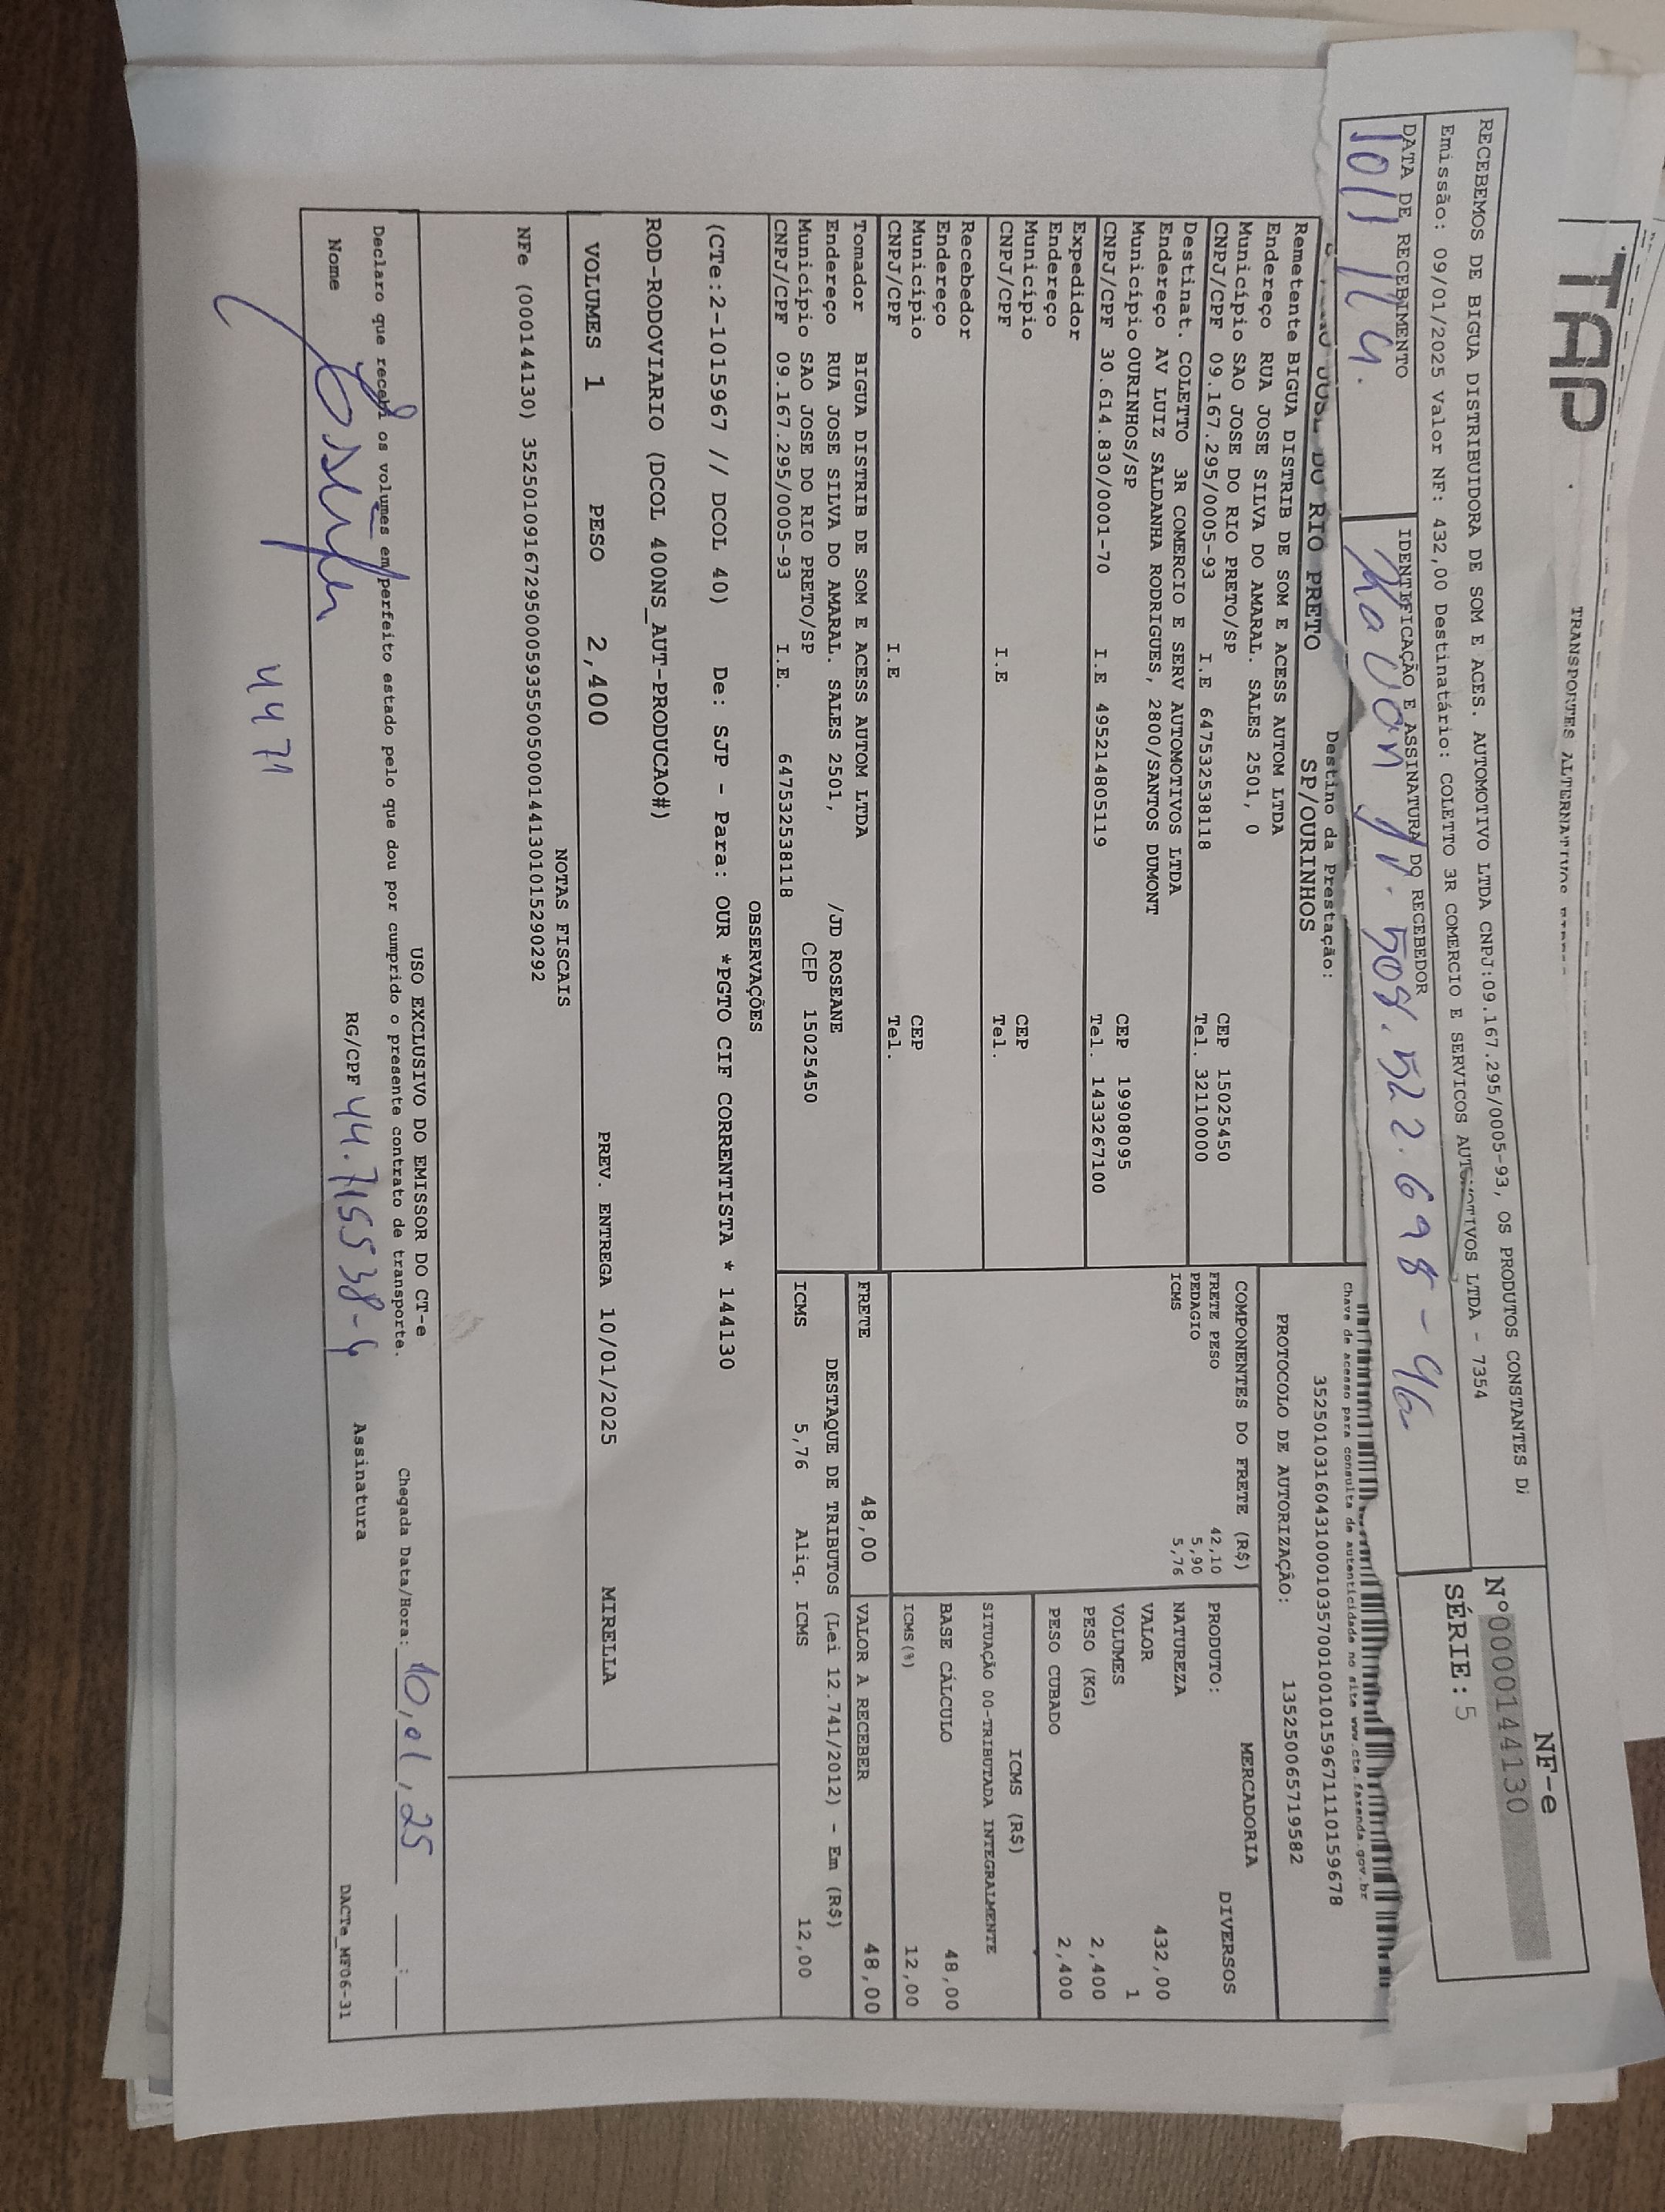 TAP
TRANSPORTES ALTERNATIVOS
RECEBEMOS DE BIGUA DISTRIBUIDORA DE SOM E ACES. AUTOMOTIVO LTDA CNPJ:09.167.295/0005-93, OS PRODUTOS CONSTANTES Di
Emissão: 09/01/2025 Valor NF: 432,00 Destinatário: COLETTO 3R COMERCIO E SERVICOS AUTOMOTIVOS LTDA - 7354
NF-e
Nº000144130
SÉRIE: 5
DATA DE RECEBIMENTO
IDENTIFICAÇÃO E ASSINATURA DO RECEBEDOR
508.522.698-96
DO RIO PRETO
Destino da Prestação:
SP/OURINHOS
Chave de acesso para consulta de autenticidade no site www.cte.fazenda.gov.br
35250103160431000103570010010159671110159678
PROTOCOLO DE AUTORIZAÇÃO: 135250065719582
Remetente BIGUA DISTRIB DE SOM E ACESS AUTOM LTDA
Endereço RUA JOSE SILVA DO AMARAL. SALES 2501, 0
Município SAO JOSE DO RIO PRETO/SP CEP 15025450
CNPJ/CPF 09.167.295/0005-93 I.E 647532538118 Tel. 32110000
Destinat. COLETTO 3R COMERCIO E SERV AUTOMOTIVOS LTDA
Endereço AV LUIZ SALDANHA RODRIGUES, 2800/SANTOS DUMONT
Município OURINHOS/SP CEP 19908095
CNPJ/CPF 30.614.830/0001-70 I.E 495214805119 Tel. 1433267100
Expedidor
Endereço
Município CEP
CNPJ/CPF I.E Tel.
Recebedor
Endereço
Município CEP
CNPJ/CPF I.E Tel.
Tomador BIGUA DISTRIB DE SOM E ACESS AUTOM LTDA
Endereço RUA JOSE SILVA DO AMARAL. SALES 2501, /JD ROSEANE
Município SAO JOSE DO RIO PRETO/SP CEP 15025450
CNPJ/CPF 09.167.295/0005-93 I.E. 647532538118
COMPONENTES DO FRETE (R$)
FRETE PESO 42,10
PEDAGIO 5,90
ICMS 5,76
MERCADORIA
PRODUTO: DIVERSOS
NATUREZA
VALOR 432,00
VOLUMES 1
PESO (KG) 2,400
PESO CUBADO 2,400
ICMS (R$)
SITUAÇÃO 00-TRIBUTADA INTEGRALMENTE
BASE CÁLCULO 48,00
ICMS(%) 12,00
FRETE 48,00
VALOR A RECEBER 48,00
DESTAQUE DE TRIBUTOS (Lei 12.741/2012) - Em (R$)
ICMS 5,76 Aliq. ICMS 12,00
OBSERVAÇÕES
(CTe:2-1015967 // DCOL 40) De: SJP - Para: OUR *PGTO CIF CORRENTISTA * 144130
ROD-RODOVIARIO (DCOL 400NS_AUT-PRODUCAO#)
VOLUMES 1 PESO 2,400 PREV. ENTREGA 10/01/2025 MIRELLA
NOTAS FISCAIS
NFe (000144130) 35250109167295000593550050001441301015290292
USO EXCLUSIVO DO EMISSOR DO CT-e
Declaro que recebi os volumes em perfeito estado pelo que dou por cumprido o presente contrato de transporte.
Chegada Data/Hora: 10,01,25 __:__
Nome RG/CPF Assinatura
DACTe_MF06-31
4471